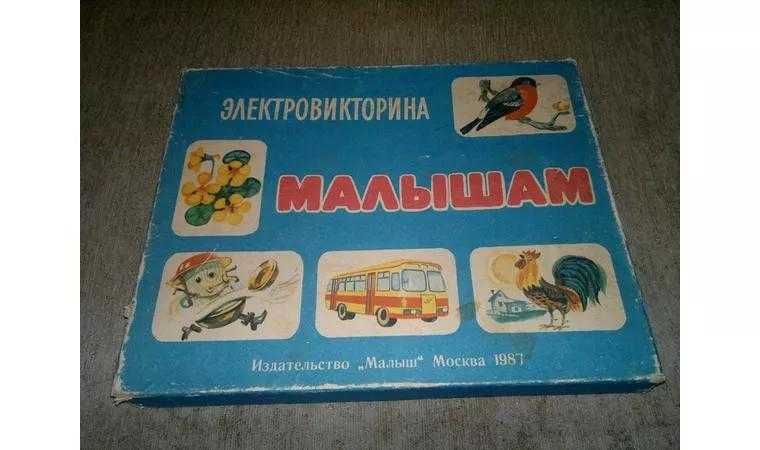 ЭЛЕКТРОВИКТОРИНА
МАЛЫШАМ
Издательство „Малыш" Москва 1987